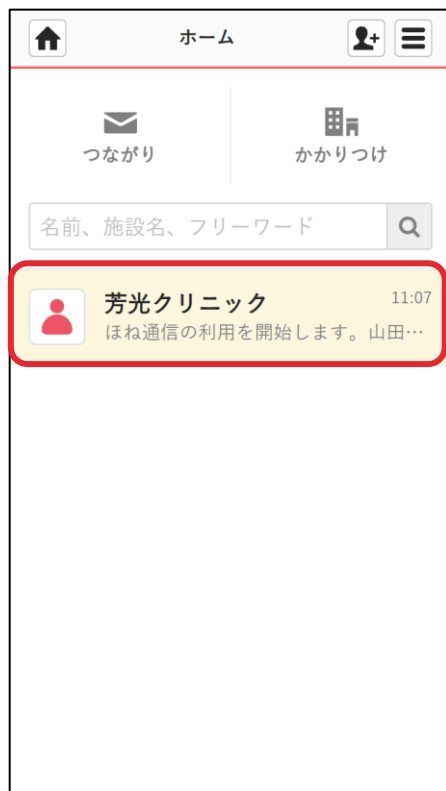 ホーム
つながり
かかりつけ
名前、施設名、フリーワード
芳光クリニック
11:07
ほね通信の利用を開始します。山田…